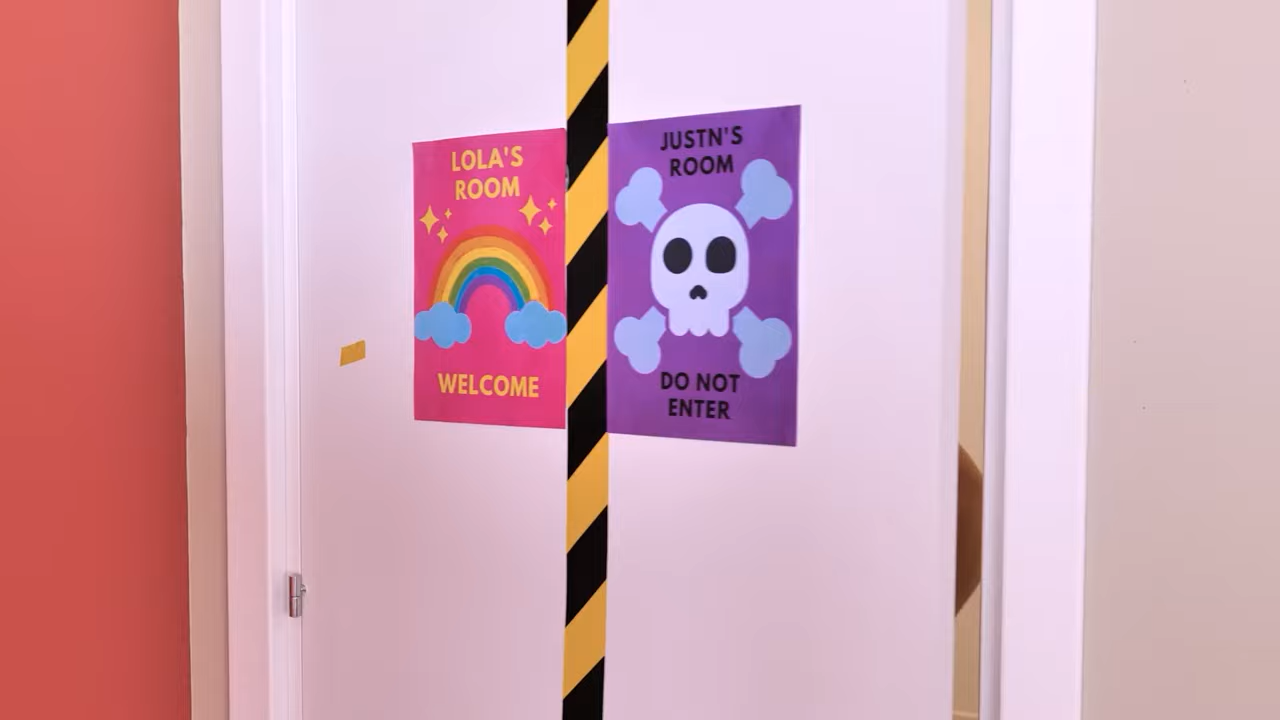 LOLA'S
ROOM
WELCOME
JUSTN'S
ROOM
DO NOT
ENTER